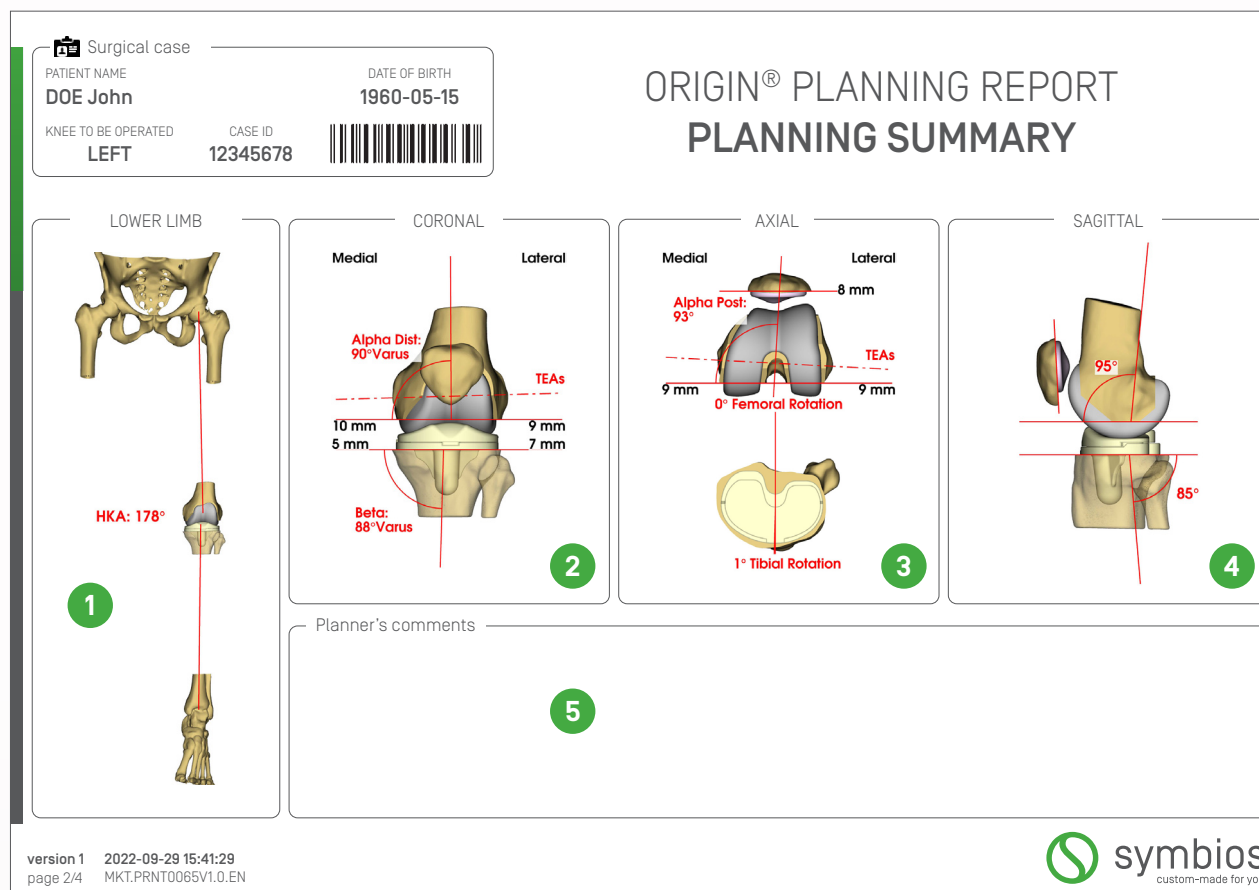 Surgical case
PATIENT NAME
DOE John
DATE OF BIRTH
1960-05-15
KNEE TO BE OPERATED
LEFT
CASE ID
12345678
ORIGIN® PLANNING REPORT
PLANNING SUMMARY
LOWER LIMB
HKA: 178°
1
CORONAL
Medial
Lateral
Alpha Dist:
90°Varus
TEAs
10 mm
9 mm
5 mm
7 mm
Beta:
88°Varus
2
AXIAL
Medial
Lateral
8 mm
Alpha Post:
93°
TEAs
9 mm
9 mm
0° Femoral Rotation
1° Tibial Rotation
3
SAGITTAL
95°
85°
4
Planner's comments
5
version 1 2022-09-29 15:41:29
page 2/4 MKT.PRNT0065V1.0.EN
symbios
custom-made for yo